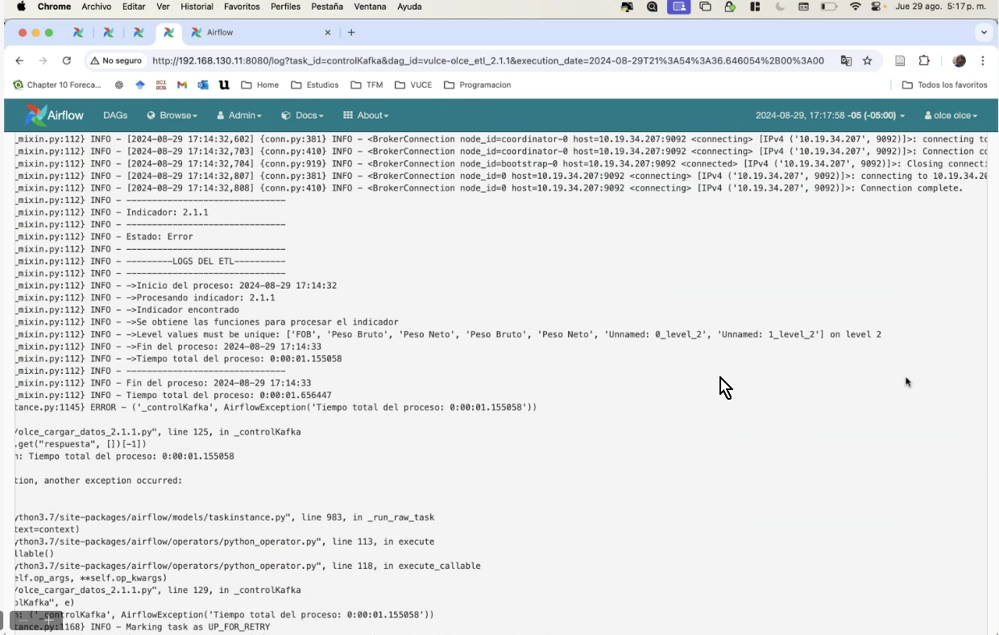 Chrome Archivo Editar Ver Historial Favoritos Perfiles Pestaña Ventana Ayuda Jue 29 ago. 5:17 p. m.
Airflow
No seguro http://192.168.130.11:8080/log?task_id=controlKafka&dag_id=vulce-olce_etl_2.1.1&execution_date=2024-08-29T21%3A54%3A36.646054%2B00%3A00
Chapter 10 Foreca... SCI HUB Home Estudios TFM VUCE Programacion Todos los favoritos
Airflow DAGs Browse Admin Docs About 2024-08-29, 17:17:58 -05 (-05:00) olce olce
_mixin.py:112} INFO - [2024-08-29 17:14:32,602] {conn.py:381} INFO - <BrokerConnection node_id=coordinator-0 host=10.19.34.207:9092 <connecting> [IPv4 ('10.19.34.207', 9092)]>: connecting to
_mixin.py:112} INFO - [2024-08-29 17:14:32,703] {conn.py:410} INFO - <BrokerConnection node_id=coordinator-0 host=10.19.34.207:9092 <connecting> [IPv4 ('10.19.34.207', 9092)]>: Connection co
_mixin.py:112} INFO - [2024-08-29 17:14:32,704] {conn.py:919} INFO - <BrokerConnection node_id=bootstrap-0 host=10.19.34.207:9092 <connected> [IPv4 ('10.19.34.207', 9092)]>: Closing connecti
_mixin.py:112} INFO - [2024-08-29 17:14:32,807] {conn.py:381} INFO - <BrokerConnection node_id=0 host=10.19.34.207:9092 <connecting> [IPv4 ('10.19.34.207', 9092)]>: connecting to 10.19.34.20
_mixin.py:112} INFO - [2024-08-29 17:14:32,808] {conn.py:410} INFO - <BrokerConnection node_id=0 host=10.19.34.207:9092 <connecting> [IPv4 ('10.19.34.207', 9092)]>: Connection complete.
_mixin.py:112} INFO - -------------------------------
_mixin.py:112} INFO - Indicador: 2.1.1
_mixin.py:112} INFO - -------------------------------
_mixin.py:112} INFO - Estado: Error
_mixin.py:112} INFO - -------------------------------
_mixin.py:112} INFO - ---------LOGS DEL ETL----------
_mixin.py:112} INFO - -------------------------------
_mixin.py:112} INFO - ->Inicio del proceso: 2024-08-29 17:14:32
_mixin.py:112} INFO - ->Procesando indicador: 2.1.1
_mixin.py:112} INFO - ->Indicador encontrado
_mixin.py:112} INFO - ->Se obtiene las funciones para procesar el indicador
_mixin.py:112} INFO - ->Level values must be unique: ['FOB', 'Peso Bruto', 'Peso Neto', 'Peso Bruto', 'Peso Neto', 'Unnamed: 0_level_2', 'Unnamed: 1_level_2'] on level 2
_mixin.py:112} INFO - ->Fin del proceso: 2024-08-29 17:14:33
_mixin.py:112} INFO - ->Tiempo total del proceso: 0:00:01.155058
_mixin.py:112} INFO - -------------------------------
_mixin.py:112} INFO - Fin del proceso: 2024-08-29 17:14:33
_mixin.py:112} INFO - Tiempo total del proceso: 0:00:01.656447
tance.py:1145} ERROR - ('_controlKafka', AirflowException('Tiempo total del proceso: 0:00:01.155058'))
/olce_cargar_datos_2.1.1.py", line 125, in _controlKafka
.get("respuesta", [])[-1])
n: Tiempo total del proceso: 0:00:01.155058
tion, another exception occurred:
ython3.7/site-packages/airflow/models/taskinstance.py", line 983, in _run_raw_task
text=context)
ython3.7/site-packages/airflow/operators/python_operator.py", line 113, in execute
llable()
ython3.7/site-packages/airflow/operators/python_operator.py", line 118, in execute_callable
elf.op_args, **self.op_kwargs)
/olce_cargar_datos_2.1.1.py", line 129, in _controlKafka
olKafka", e)
n: ('_controlKafka', AirflowException('Tiempo total del proceso: 0:00:01.155058'))
tance.py:1168} INFO - Marking task as UP_FOR_RETRY